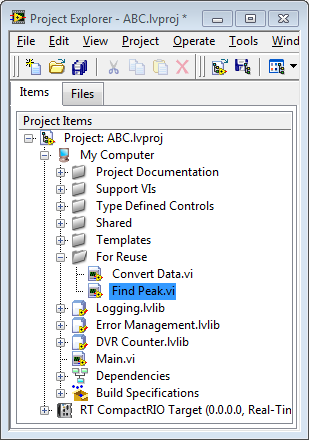 Project Explorer - ABC.lvproj *
File Edit View Project Operate Tools Wind
Items Files
Project Items
Project: ABC.lvproj
My Computer
Project Documentation
Support VIs
Type Defined Controls
Shared
Templates
For Reuse
Convert Data.vi
Find Peak.vi
Logging.lvlib
Error Management.lvlib
DVR Counter.lvlib
Main.vi
Dependencies
Build Specifications
RT CompactRIO Target (0.0.0.0, Real-Tin